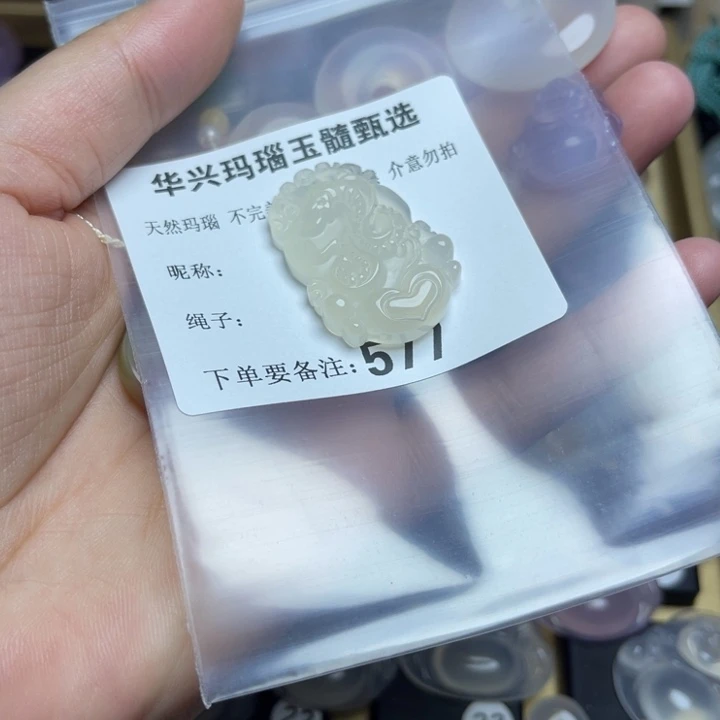 华兴玛瑙玉髓甄选
天然玛瑙 不完 介意勿拍
昵称:
绳子:
下单要备注: 577
22